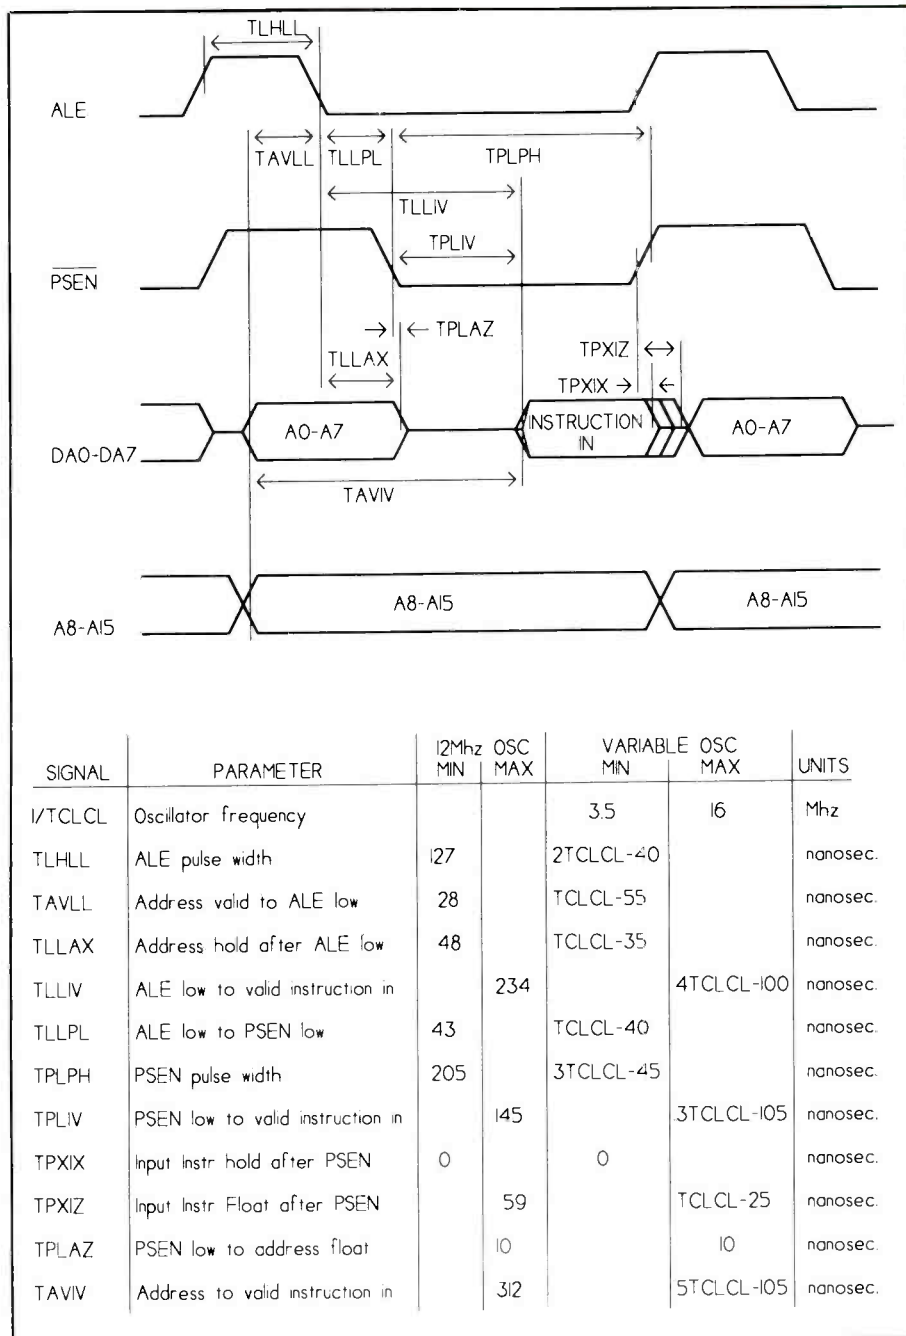 TLHLL
ALE
TAVLL TLLPL TPLPH
TLLIV
TPLIV
PSEN
TPLAZ
TPXIZ
TLLAX
TPXIX
A0-A7 INSTRUCTION IN A0-A7
DA0-DA7
TAVIV
A8-A15 A8-A15
A8-A15
12Mhz OSC VARIABLE OSC
SIGNAL PARAMETER MIN MAX MIN MAX UNITS
1/TCLCL Oscillator frequency 3.5 16 Mhz
TLHLL ALE pulse width 127 2TCLCL-40 nanosec.
TAVLL Address valid to ALE low 28 TCLCL-55 nanosec.
TLLAX Address hold after ALE low 48 TCLCL-35 nanosec.
TLLIV ALE low to valid instruction in 234 4TCLCL-100 nanosec.
TLLPL ALE low to PSEN low 43 TCLCL-40 nanosec.
TPLPH PSEN pulse width 205 3TCLCL-45 nanosec.
TPLIV PSEN low to valid instruction in 145 3TCLCL-105 nanosec.
TPXIX Input Instr hold after PSEN 0 0 nanosec.
TPXIZ Input Instr Float after PSEN 59 TCLCL-25 nanosec.
TPLAZ PSEN low to address float 10 10 nanosec.
TAVIV Address to valid instruction in 312 5TCLCL-105 nanosec.